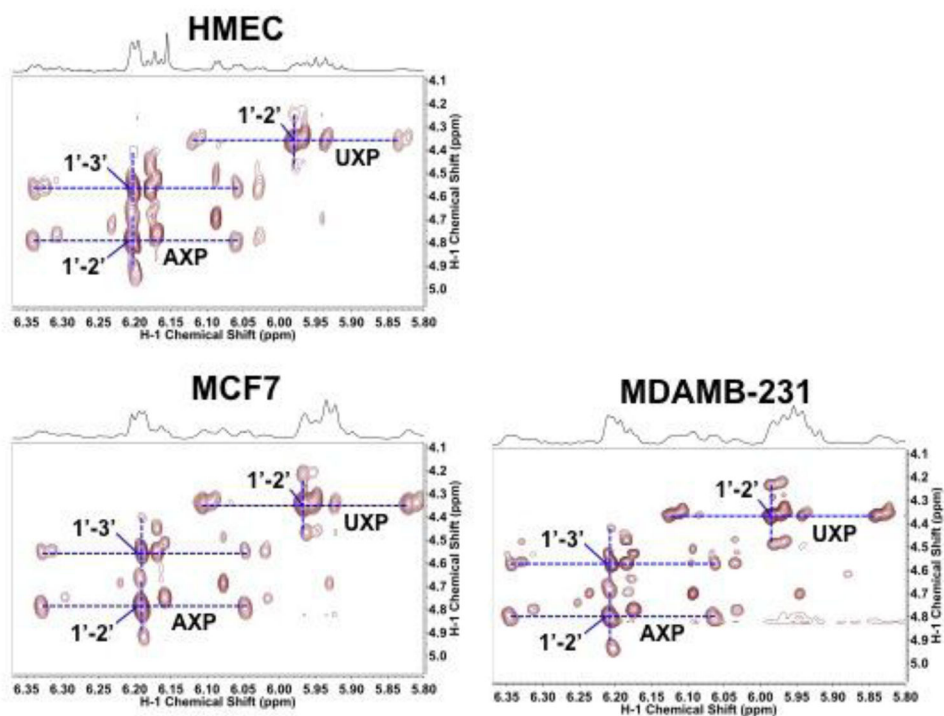 HMEC
1'-2'
1'-3'
UXP
1'-2'
AXP
4.1
4.2
4.3
4.4
4.5
4.6
4.7
4.8
4.9
5.0
H-1 Chemical Shift (ppm)
6.35 6.30 6.25 6.20 6.15 6.10 6.05 6.00 5.95 5.90 5.85 5.80
H-1 Chemical Shift (ppm)
MCF7
1'-2'
1'-3'
UXP
1'-2'
AXP
4.1
4.2
4.3
4.4
4.5
4.6
4.7
4.8
4.9
5.0
H-1 Chemical Shift (ppm)
6.35 6.30 6.25 6.20 6.15 6.10 6.05 6.00 5.95 5.90 5.85 5.80
H-1 Chemical Shift (ppm)
MDAMB-231
1'-2'
1'-3'
UXP
1'-2'
AXP
4.1
4.2
4.3
4.4
4.5
4.6
4.7
4.8
4.9
5.0
H-1 Chemical Shift (ppm)
6.35 6.30 6.25 6.20 6.15 6.10 6.05 6.00 5.95 5.90 5.85 5.80
H-1 Chemical Shift (ppm)